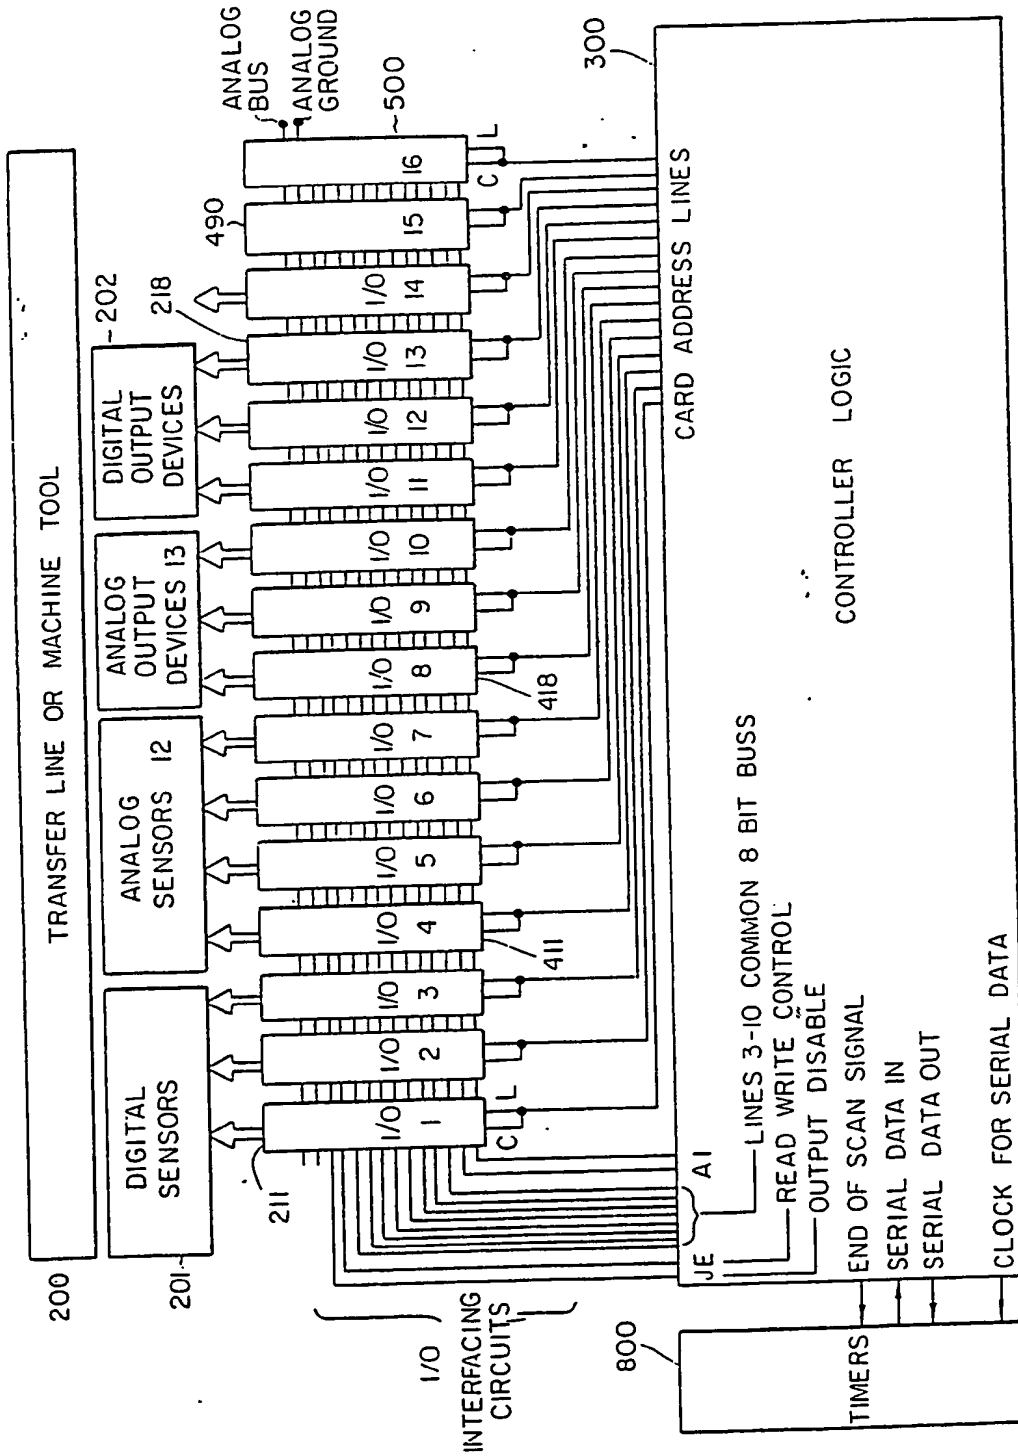 TRANSFER LINE OR MACHINE TOOL
200
DIGITAL
SENSORS
201
ANALOG
SENSORS 12
ANALOG
OUTPUT
DEVICES 13
DIGITAL
OUTPUT
DEVICES
202
218
490
ANALOG
BUS
ANALOG
GROUND
500
211
I/O
1
I/O
2
I/O
3
I/O
4
I/O
5
I/O
6
I/O
7
I/O
8
I/O
9
I/O
10
I/O
11
I/O
12
I/O
13
I/O
14
15
16
C
L
C
L
411
418
I/O
INTERFACING
CIRCUITS
300
CARD ADDRESS LINES
CONTROLLER LOGIC
A1
JE
LINES 3-10 COMMON 8 BIT BUSS
READ WRITE CONTROL
OUTPUT DISABLE
END OF SCAN SIGNAL
SERIAL DATA IN
SERIAL DATA OUT
CLOCK FOR SERIAL DATA
800
TIMERS